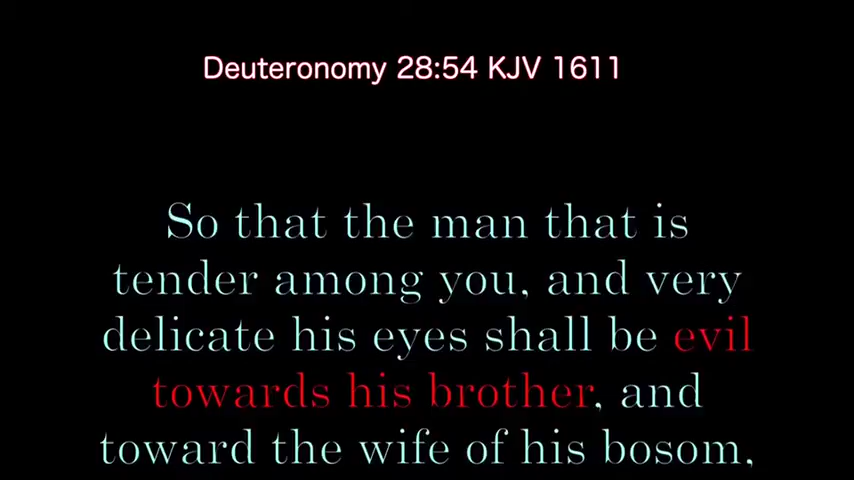 Deuteronomy 28:54 KJV 1611
So that the man that is
tender among you, and very
delicate his eyes shall be evil
towards his brother, and
toward the wife of his bosom,